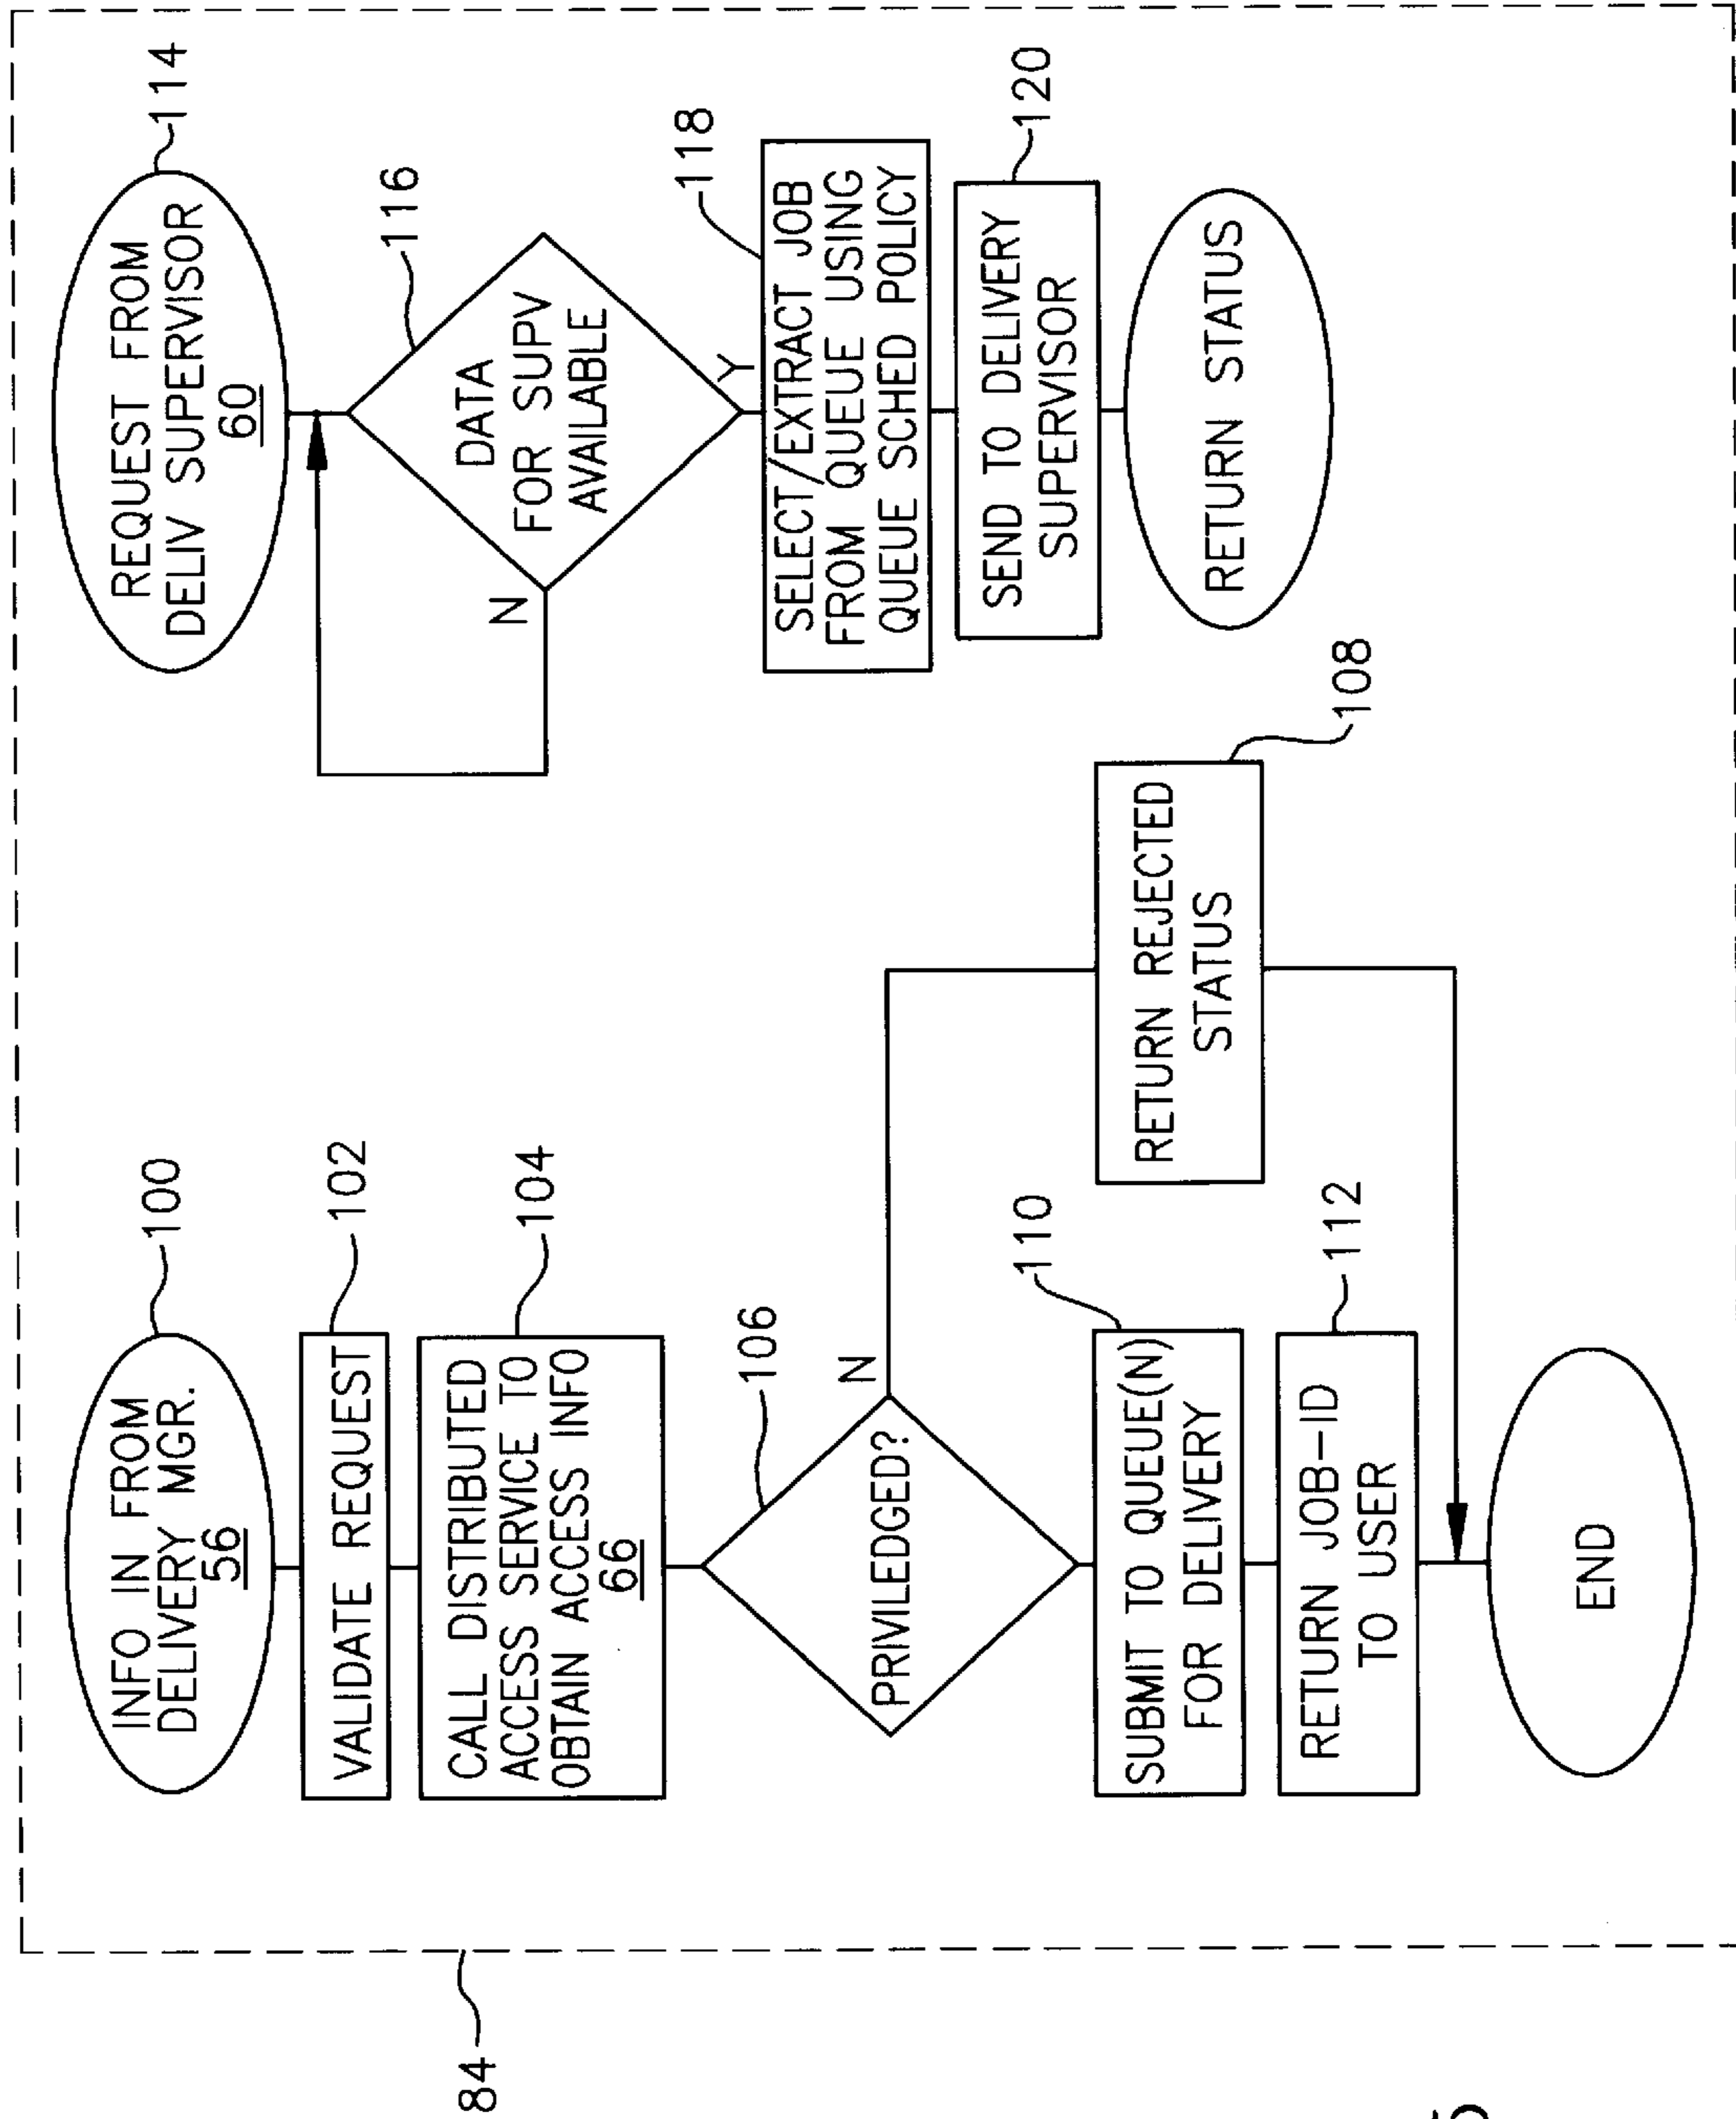 84
INFO IN FROM
DELIVERY MGR.
56
100
VALIDATE REQUEST
102
CALL DISTRIBUTED
ACCESS SERVICE TO
OBTAIN ACCESS INFO
66
104
PRIVILEDGED?
106
N
SUBMIT TO QUEUE(N)
FOR DELIVERY
110
RETURN JOB-ID
TO USER
112
RETURN REJECTED
STATUS
108
END
REQUEST FROM
DELIV SUPERVISOR
60
114
DATA
FOR SUPV
AVAILABLE
116
N
Y
SELECT/EXTRACT JOB
FROM QUEUE USING
QUEUE SCHED POLICY
118
SEND TO DELIVERY
SUPERVISOR
120
RETURN STATUS